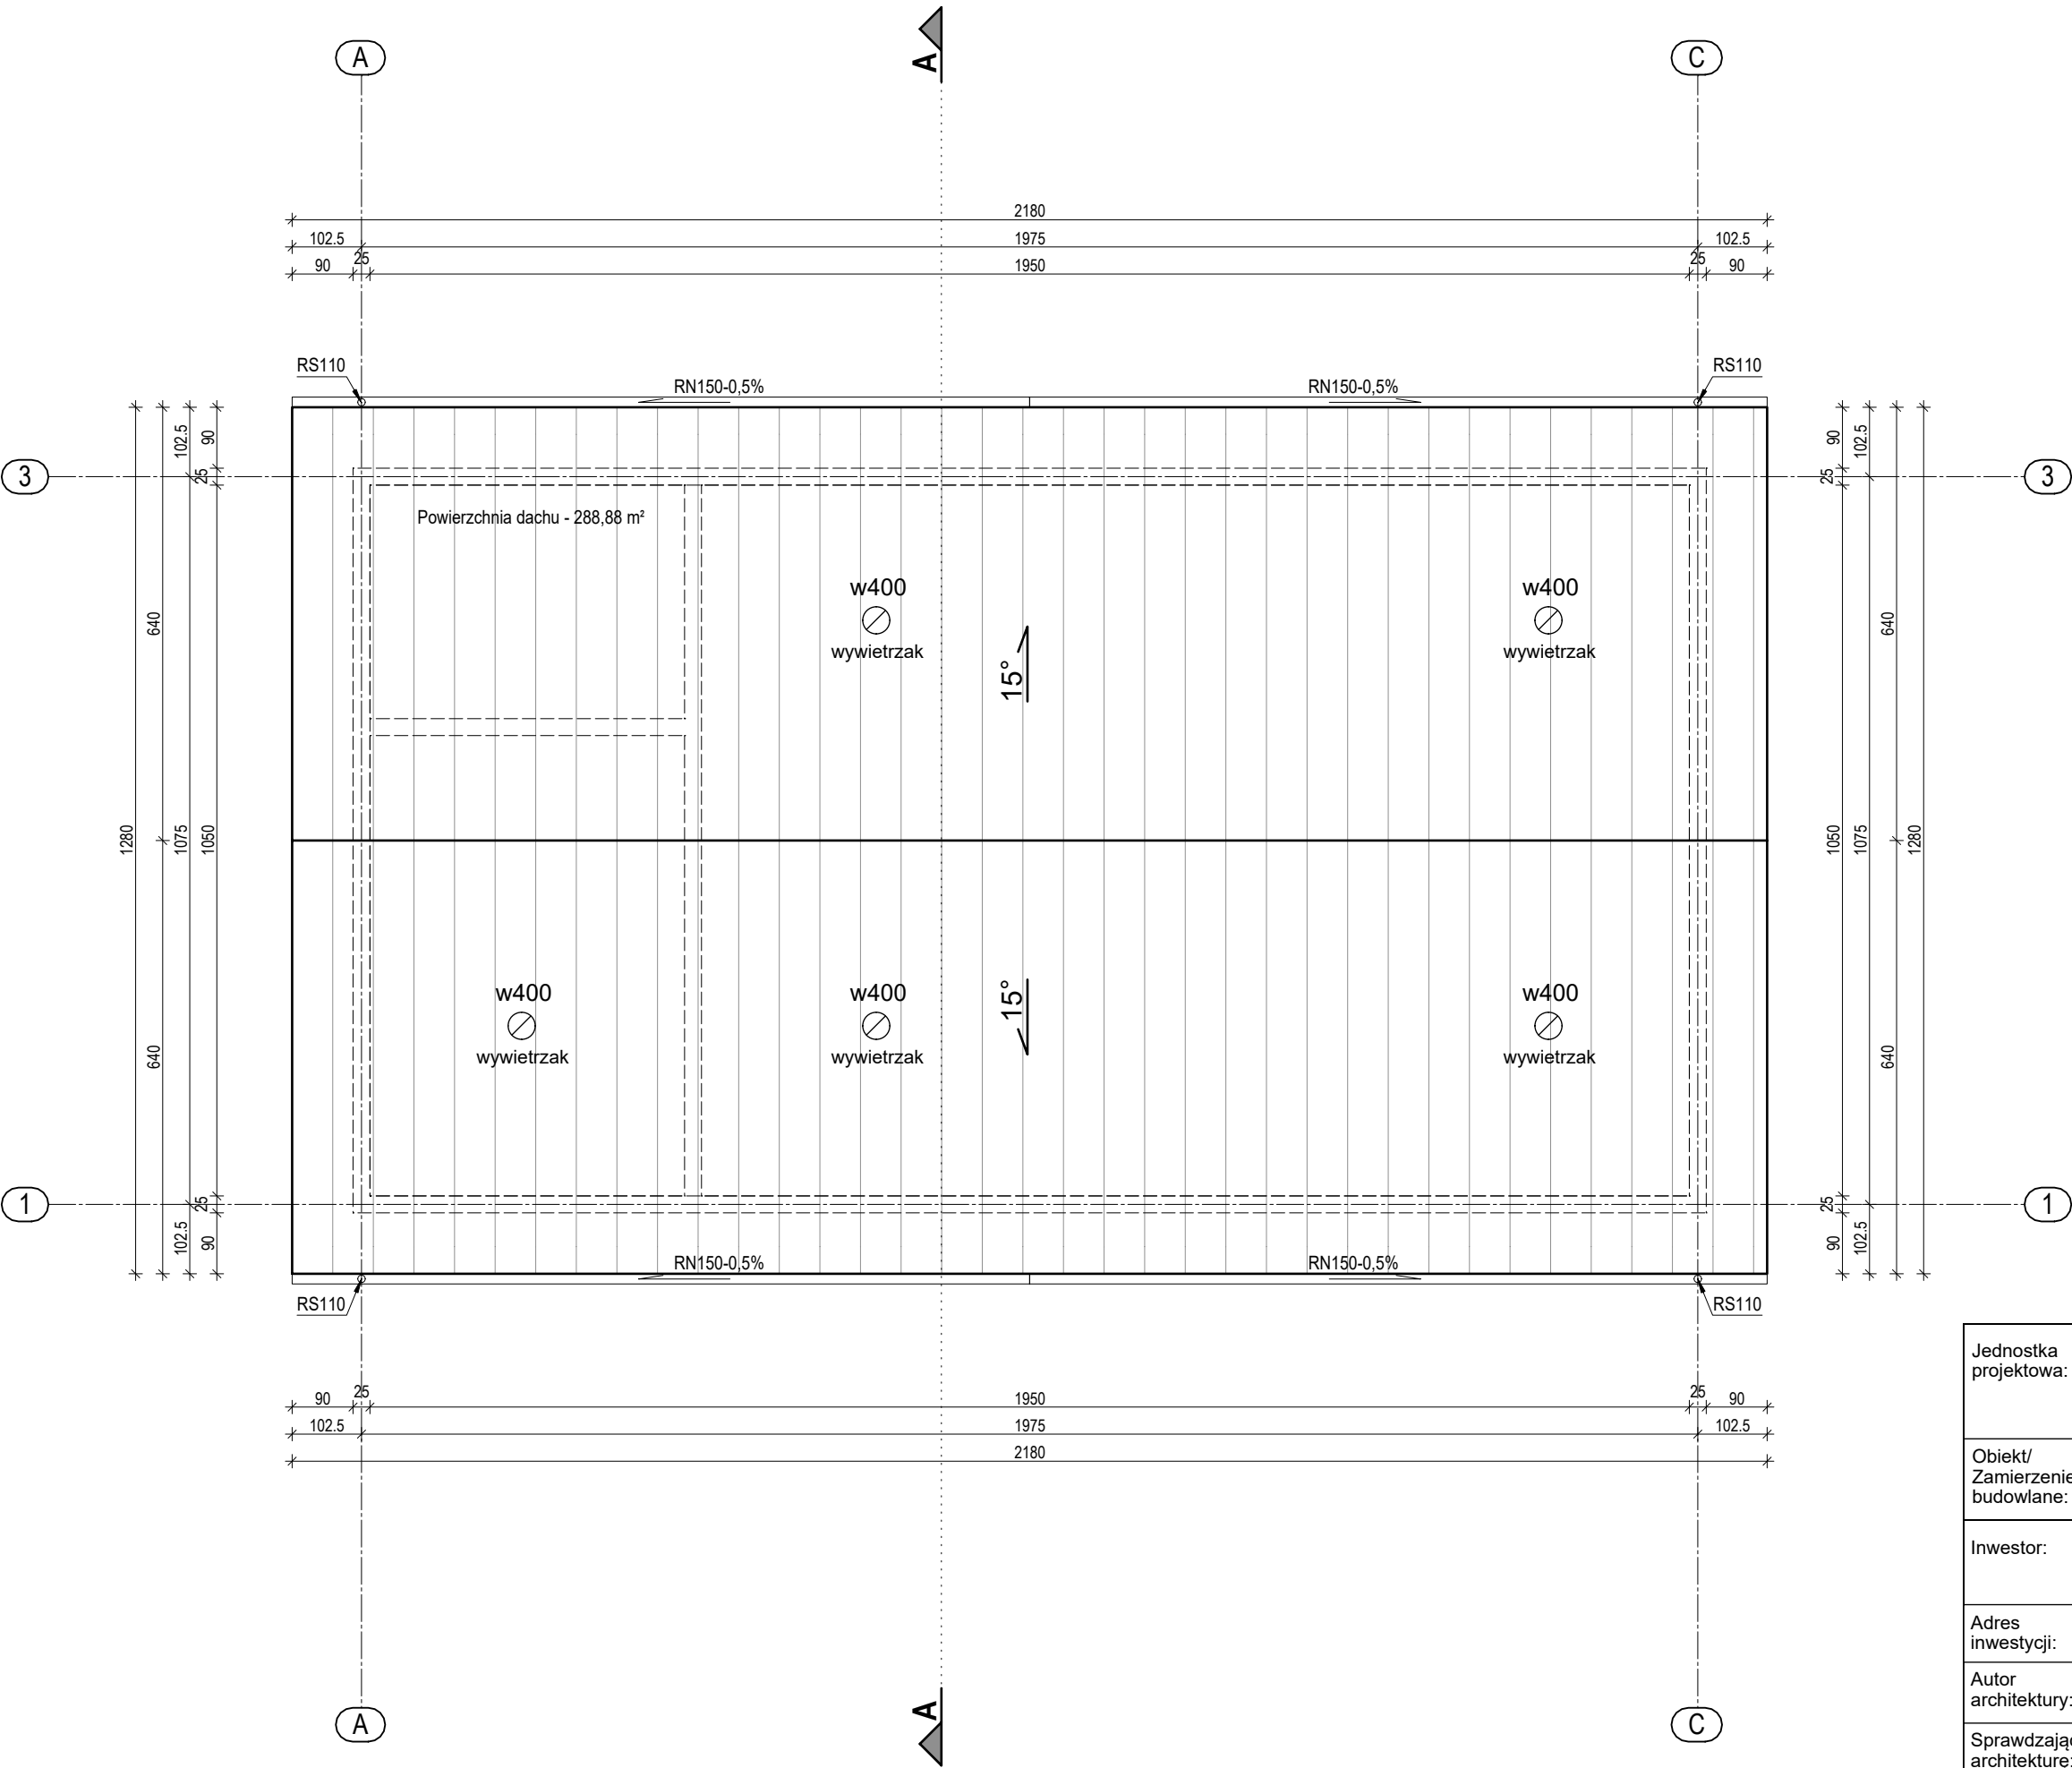 A
A
C
2180
102.5
1975
102.5
90
25
1950
25
90
RS110
RN150-0,5%
RN150-0,5%
RS110
3
3
Powierzchnia dachu - 288,88 m²
w400
wywietrzak
w400
wywietrzak
15°
1280
640
640
1075
102.5
102.5
1050
90
25
25
90
90
25
1050
25
90
102.5
1075
102.5
640
640
1280
w400
wywietrzak
w400
wywietrzak
15°
w400
wywietrzak
1
1
RN150-0,5%
RN150-0,5%
RS110
RS110
90
25
1950
25
90
102.5
1975
102.5
2180
A
A
C
Jednostka
projektowa:
Obiekt/
Zamierzenie
budowlane:
Inwestor:
Adres
inwestycji:
Autor
architektury: